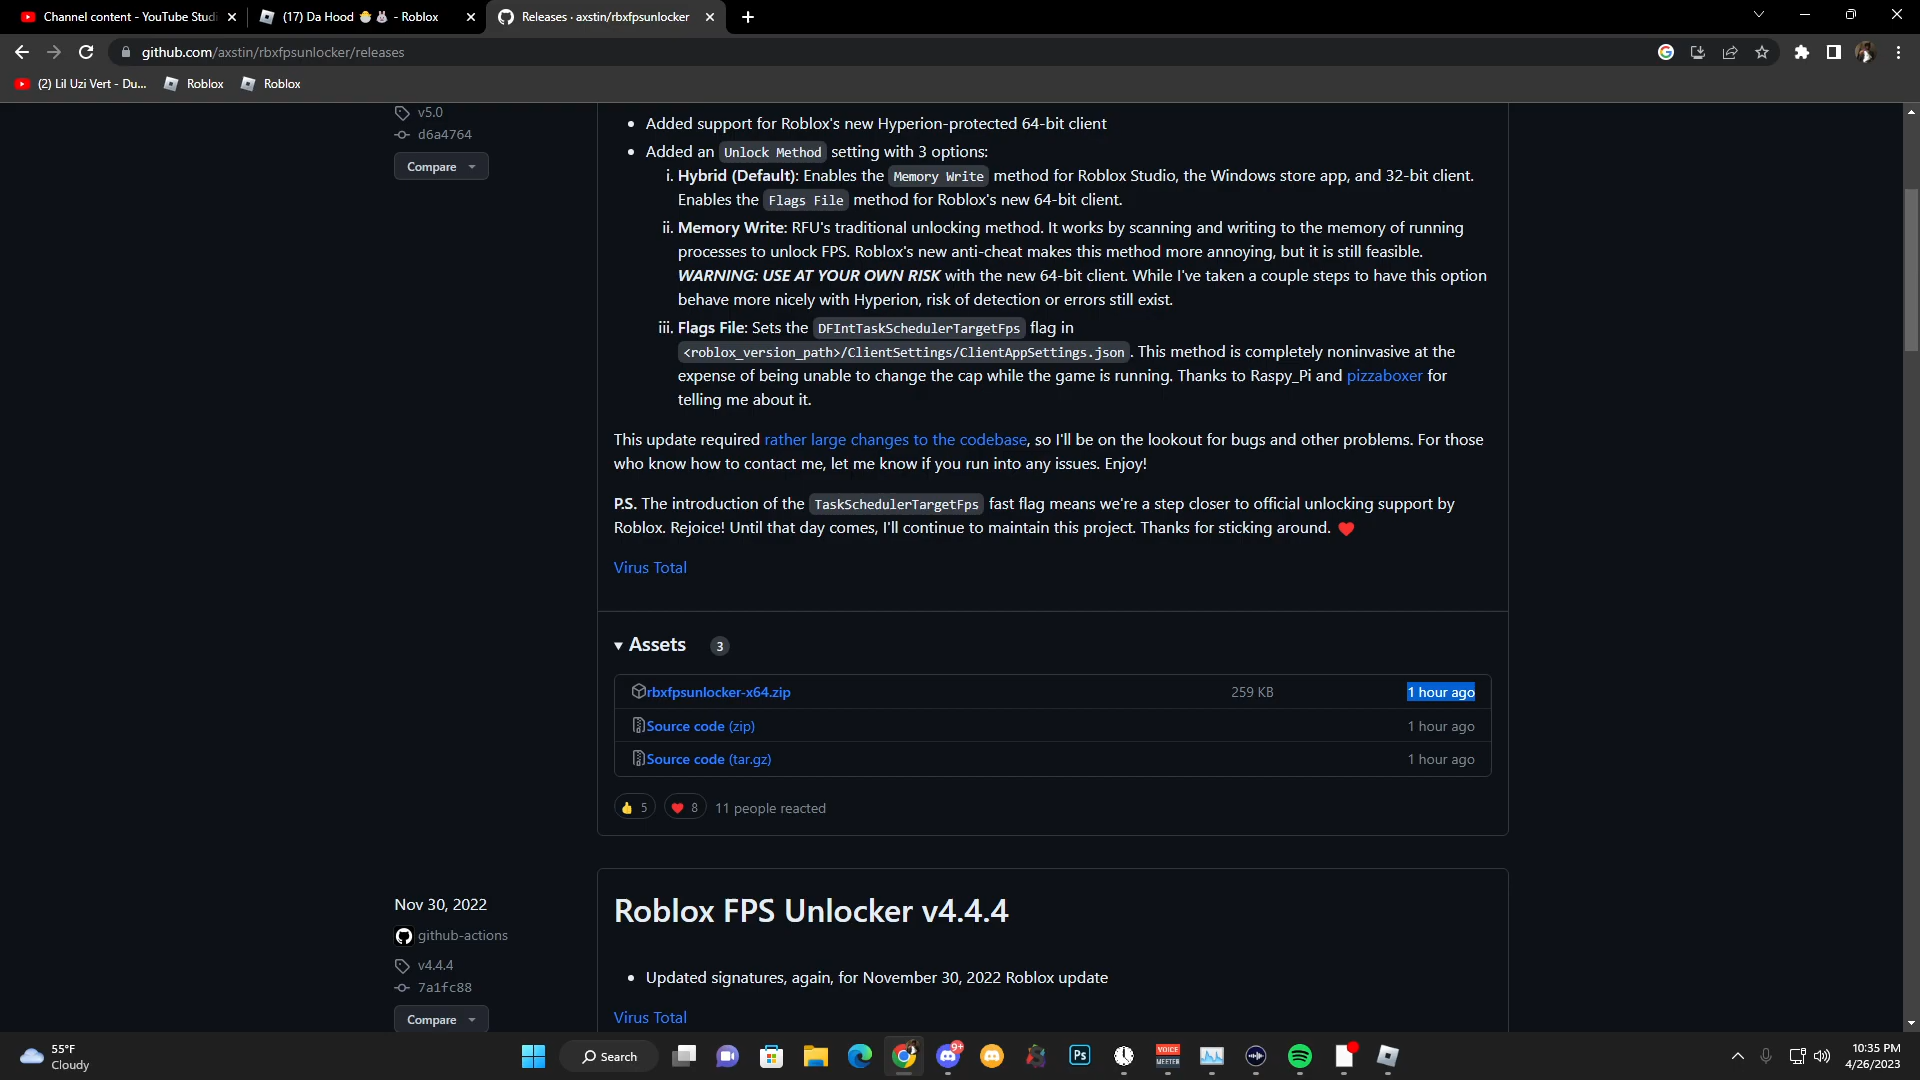 Channel content - YouTube Studi
(17) Da Hood 🐣🐰 - Roblox
Releases · axstin/rbxfpsunlocker
github.com/axstin/rbxfpsunlocker/releases
(2) Lil Uzi Vert - Du...
Roblox
Roblox
v5.0
d6a4764
Compare
• Added support for Roblox's new Hyperion-protected 64-bit client
• Added an Unlock Method setting with 3 options:
i. Hybrid (Default): Enables the Memory Write method for Roblox Studio, the Windows store app, and 32-bit client.
Enables the Flags File method for Roblox's new 64-bit client.
ii. Memory Write: RFU's traditional unlocking method. It works by scanning and writing to the memory of running
processes to unlock FPS. Roblox's new anti-cheat makes this method more annoying, but it is still feasible.
WARNING: USE AT YOUR OWN RISK with the new 64-bit client. While I've taken a couple steps to have this option
behave more nicely with Hyperion, risk of detection or errors still exist.
iii. Flags File: Sets the DFIntTaskSchedulerTargetFps flag in
<roblox_version_path>/ClientSettings/ClientAppSettings.json. This method is completely noninvasive at the
expense of being unable to change the cap while the game is running. Thanks to Raspy_Pi and pizzaboxer for
telling me about it.
This update required rather large changes to the codebase, so I'll be on the lookout for bugs and other problems. For those
who know how to contact me, let me know if you run into any issues. Enjoy!
P.S. The introduction of the TaskSchedulerTargetFps fast flag means we're a step closer to official unlocking support by
Roblox. Rejoice! Until that day comes, I'll continue to maintain this project. Thanks for sticking around. ❤️
Virus Total
Assets 3
rbxfpsunlocker-x64.zip 259 KB 1 hour ago
Source code (zip) 1 hour ago
Source code (tar.gz) 1 hour ago
👍 5 ❤️ 8 11 people reacted
Nov 30, 2022
github-actions
v4.4.4
7a1fc88
Compare
Roblox FPS Unlocker v4.4.4
• Updated signatures, again, for November 30, 2022 Roblox update
Virus Total
55°F
Cloudy
Search
9+
Ps
VOICE
MEETER
10:35 PM
4/26/2023